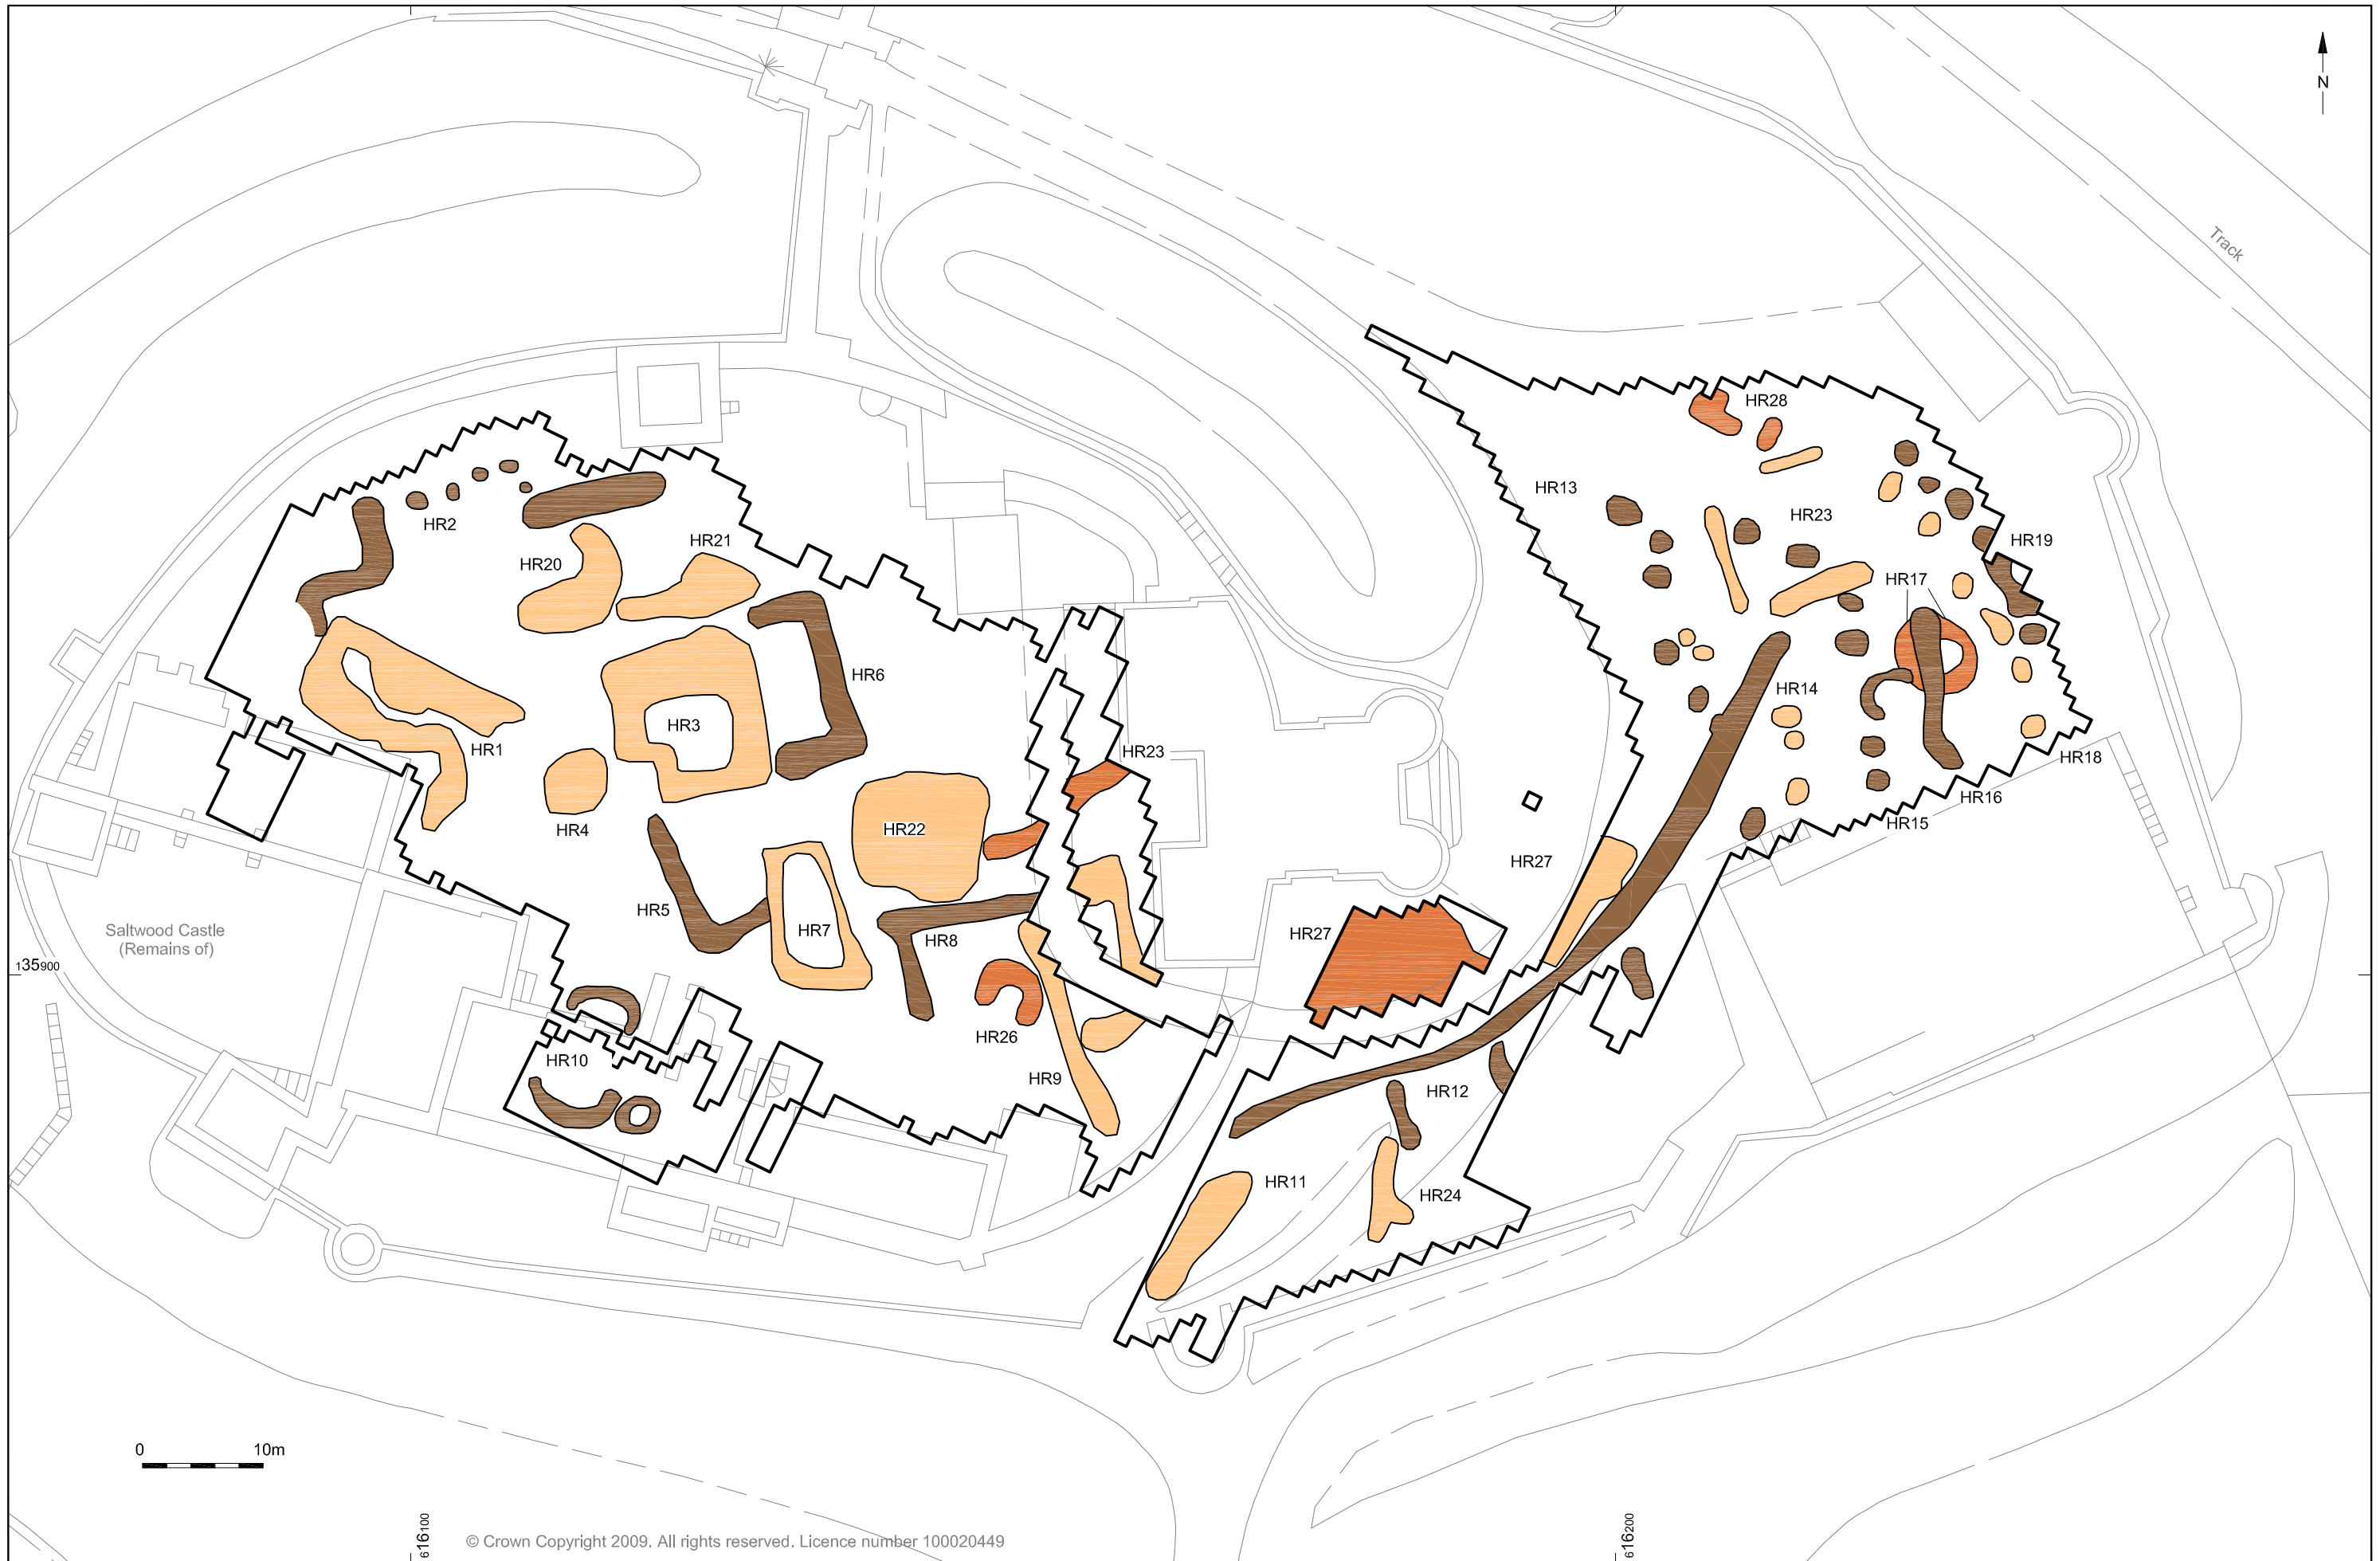 N
Track
HR28
HR13
HR2
HR23
HR21
HR19
HR20
HR17
HR6
HR14
HR3
HR1
HR23
HR18
HR16
HR4
HR22
HR15
HR27
HR5
HR7
HR27
HR8
Saltwood Castle
(Remains of)
135900
HR26
HR10
HR9
HR12
HR11
HR24
0 10m
616100
616200
© Crown Copyright 2009. All rights reserved. Licence number 100020449